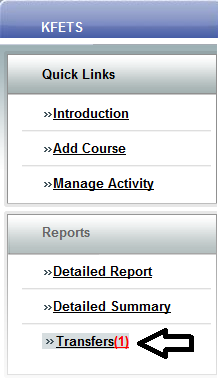 KFETS
Quick Links
»Introduction
»Add Course
»Manage Activity
Reports
»Detailed Report
»Detailed Summary
»Transfers(1)